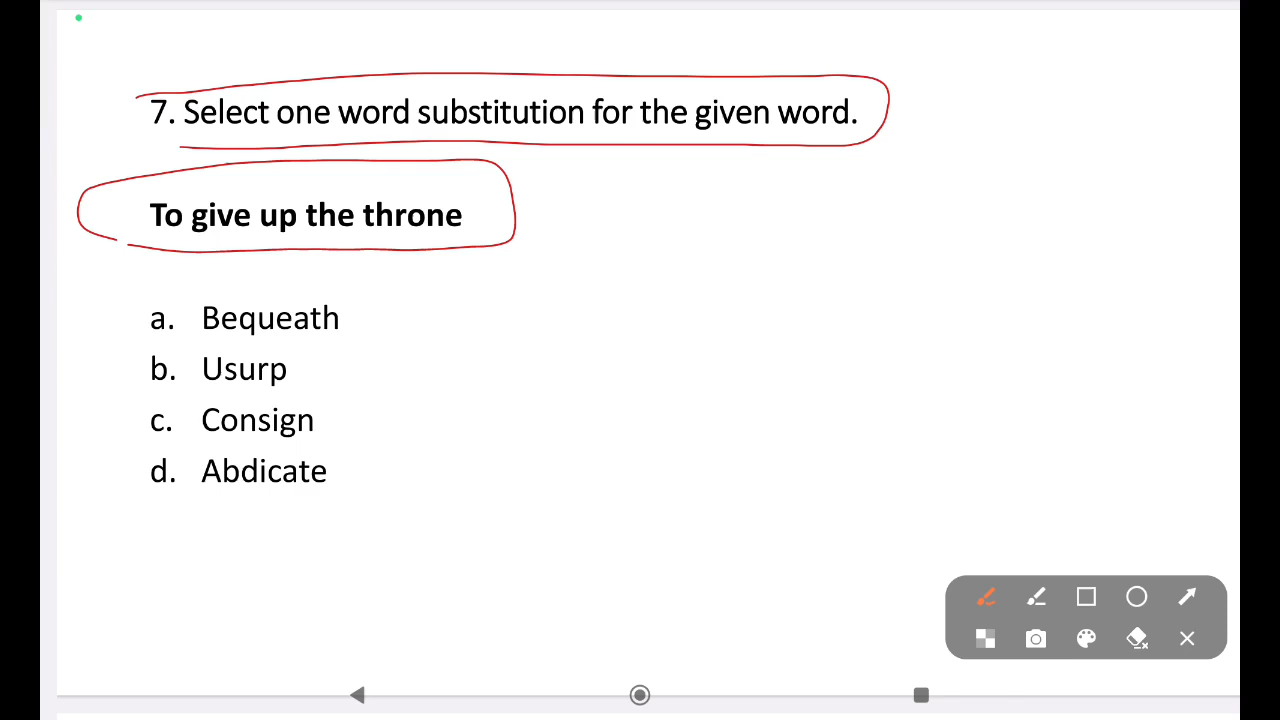 7. Select one word substitution for the given word.
To give up the throne
a. Bequeath
b. Usurp
c. Consign
d. Abdicate